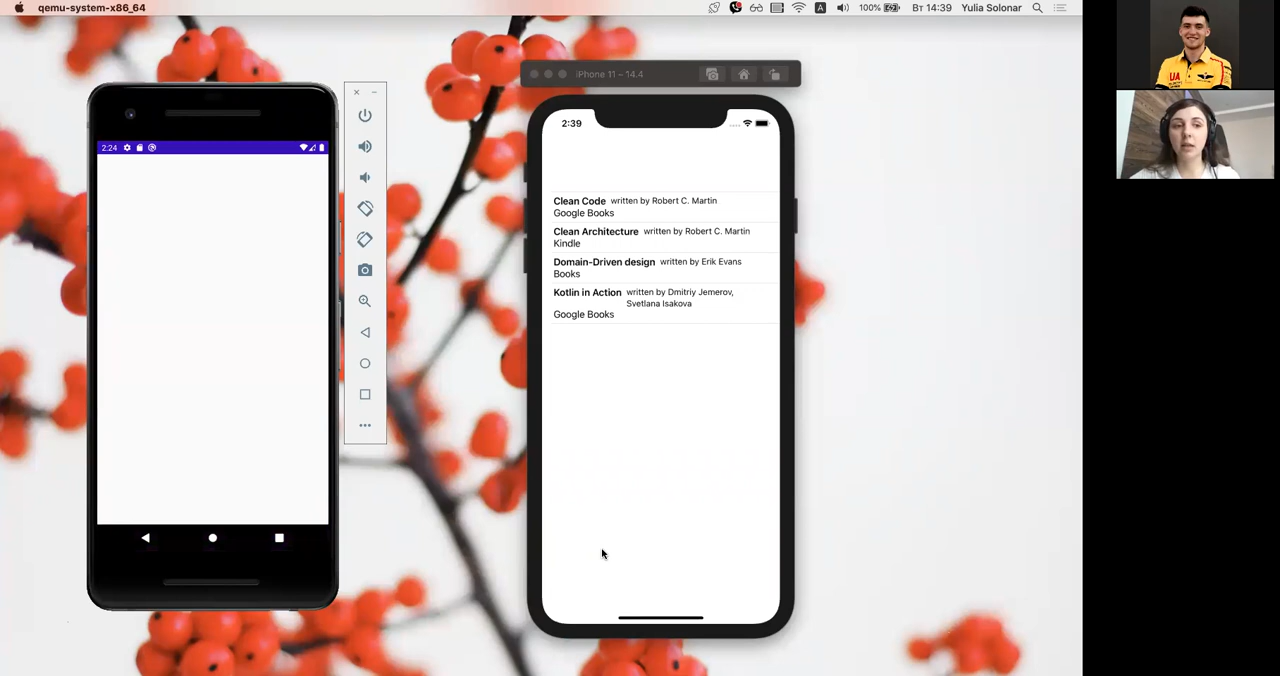 qemu-system-x86_64
A
100%
Вт 14:39
Yulia Solonar
iPhone 11 – 14.4
2:24
2:39
Clean Code written by Robert C. Martin
Google Books
Clean Architecture written by Robert C. Martin
Kindle
Domain-Driven design written by Erik Evans
Books
Kotlin in Action written by Dmitriy Jemerov,
Svetlana Isakova
Google Books
UA